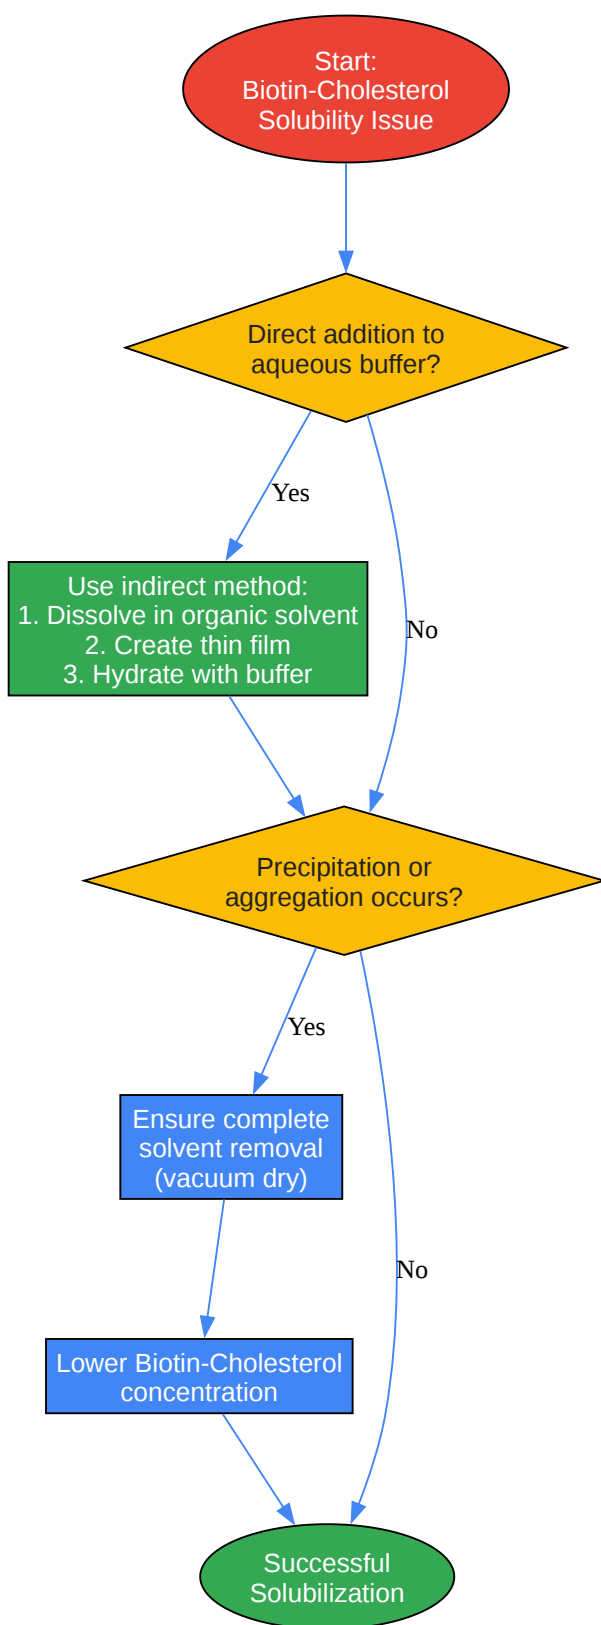 Start:
Biotin-Cholesterol
Solubility Issue
Direct addition to
aqueous buffer?
Yes
Use indirect method:
1. Dissolve in organic solvent
2. Create thin film
3. Hydrate with buffer
No
Precipitation or
aggregation occurs?
Yes
Ensure complete
solvent removal
(vacuum dry)
No
Lower Biotin-Cholesterol
concentration
Successful
Solubilization